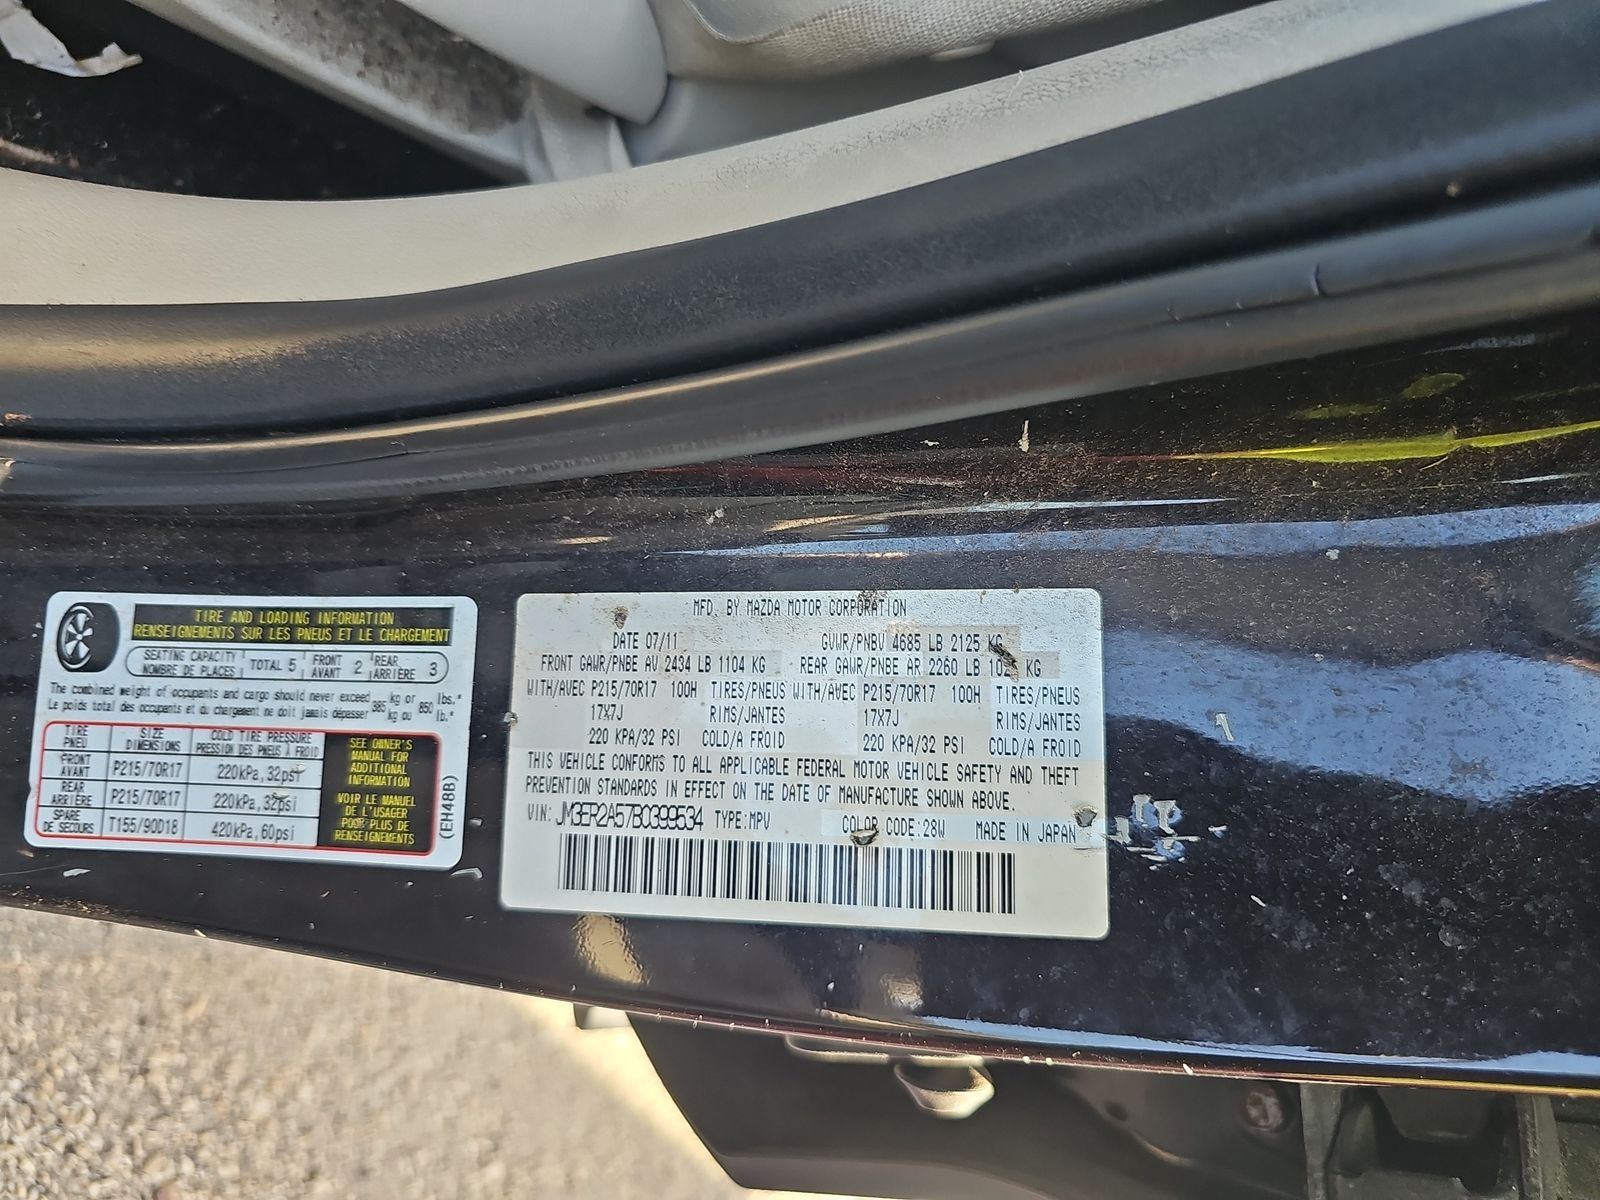 TIRE AND LOADING INFORMATION
RENSEIGNEMENTS SUR LES PNEUS ET LE CHARGEMENT
SEATING CAPACITY
NOMBRE DE PLACES
TOTAL 5
FRONT
AVANT
2
REAR
ARRIÈRE
3
The combined weight of occupants and cargo should never exceed 385 kg or 850 lbs.*
Le poids total des occupants et du chargement ne doit jamais dépasser 385 kg ou 850 lb.*
TIRE
PNEU
SIZE
DIMENSIONS
COLD TIRE PRESSURE
PRESSION DES PNEUS À FROID
FRONT
AVANT
P215/70R17
220kPa, 32psi
REAR
ARRIÈRE
P215/70R17
220kPa, 32psi
SPARE
DE SECOURS
T155/90D18
420kPa, 60psi
SEE OWNER'S
MANUAL FOR
ADDITIONAL
INFORMATION
VOIR LE MANUEL
DE L'USAGER
POUR PLUS DE
RENSEIGNEMENTS
(EH48B)
MFD. BY MAZDA MOTOR CORPORATION
DATE 07/11 GVWR/PNBV 4685 LB 2125 KG
FRONT GAWR/PNBE AV 2434 LB 1104 KG REAR GAWR/PNBE AR 2260 LB KG
WITH/AVEC P215/70R17 100H TIRES/PNEUS WITH/AVEC P215/70R17 100H TIRES/PNEUS
17X7J RIMS/JANTES 17X7J RIMS/JANTES
220 KPA/32 PSI COLD/A FROID 220 KPA/32 PSI COLD/A FROID
THIS VEHICLE CONFORMS TO ALL APPLICABLE FEDERAL MOTOR VEHICLE SAFETY AND THEFT
PREVENTION STANDARDS IN EFFECT ON THE DATE OF MANUFACTURE SHOWN ABOVE.
VIN: JM3ER2A57B0399534 TYPE:MPV COLOR CODE:28W MADE IN JAPAN